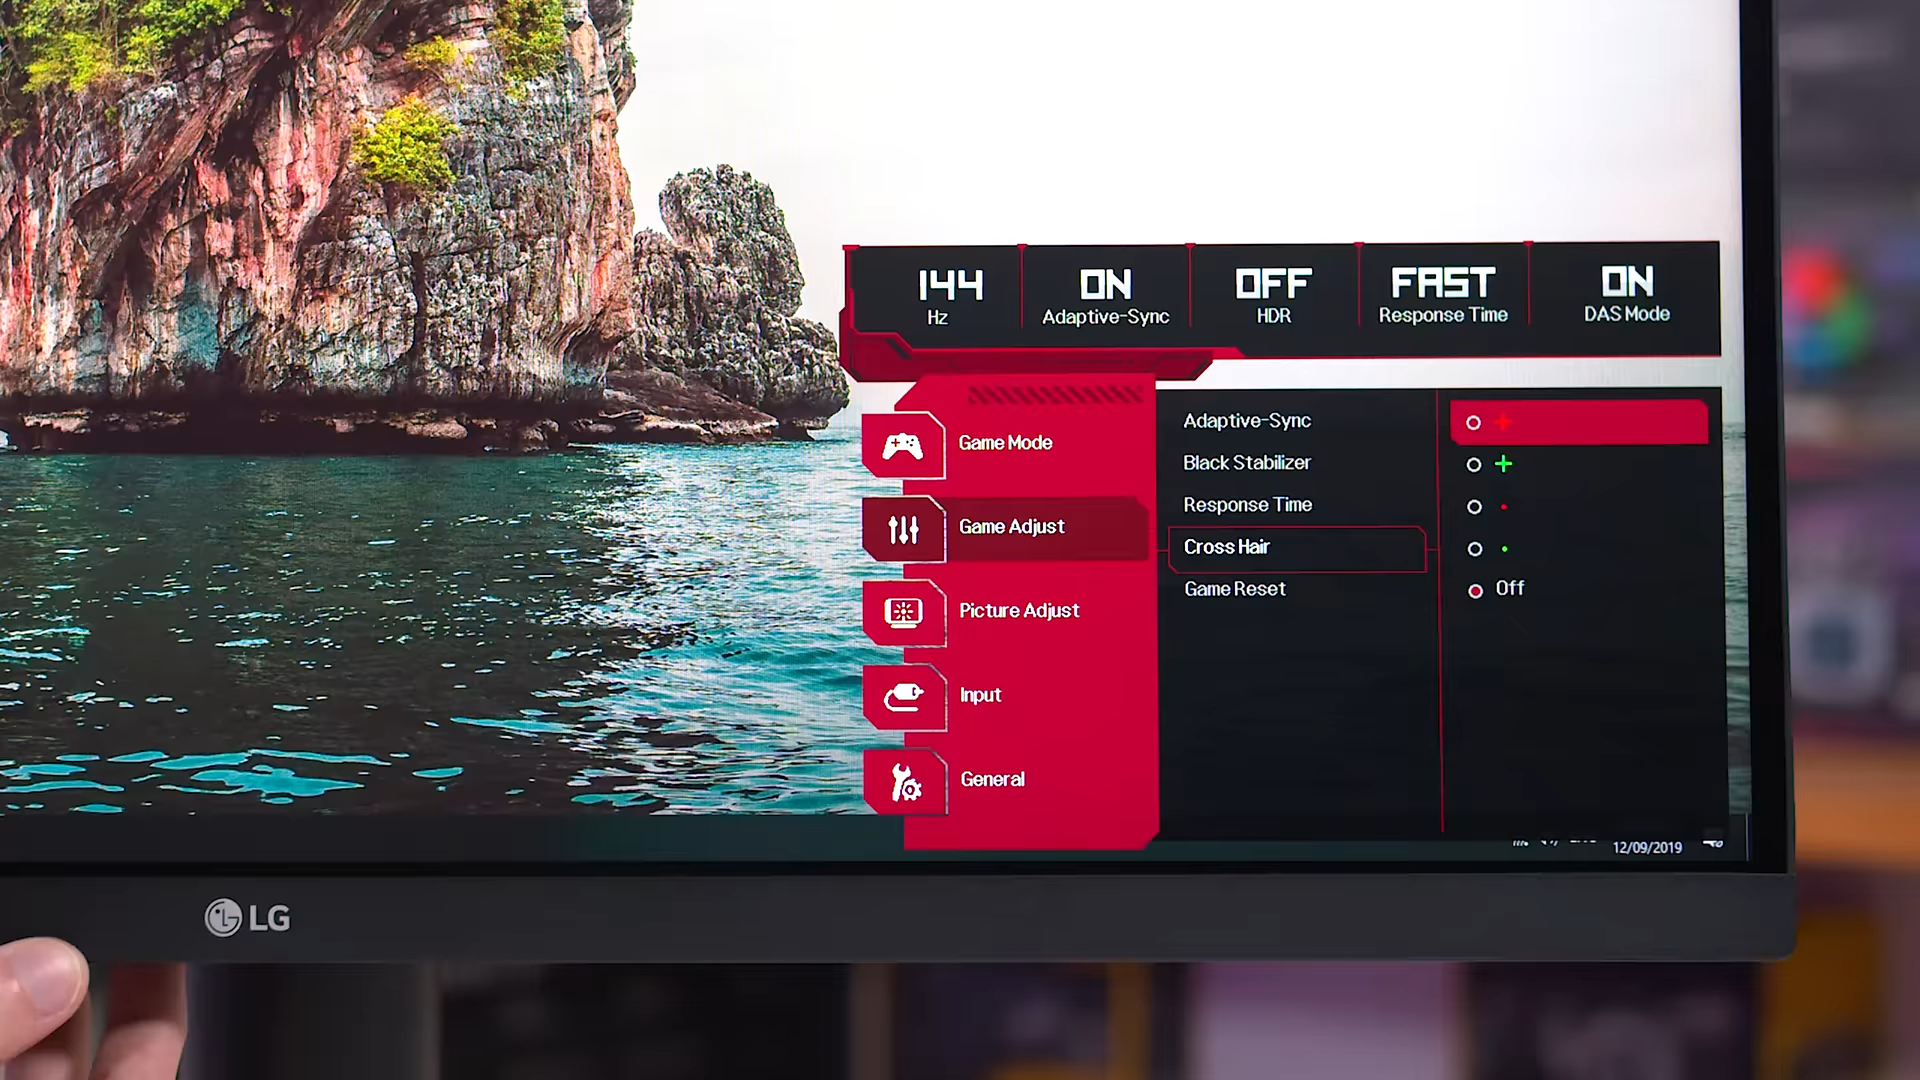 144
Hz
ON
Adaptive-Sync
OFF
HDR
FAST
Response Time
ON
DAS Mode
Game Mode
Game Adjust
Picture Adjust
Input
General
Adaptive-Sync
Black Stabilizer
Response Time
Cross Hair
Game Reset
Off
12/09/2019
LG